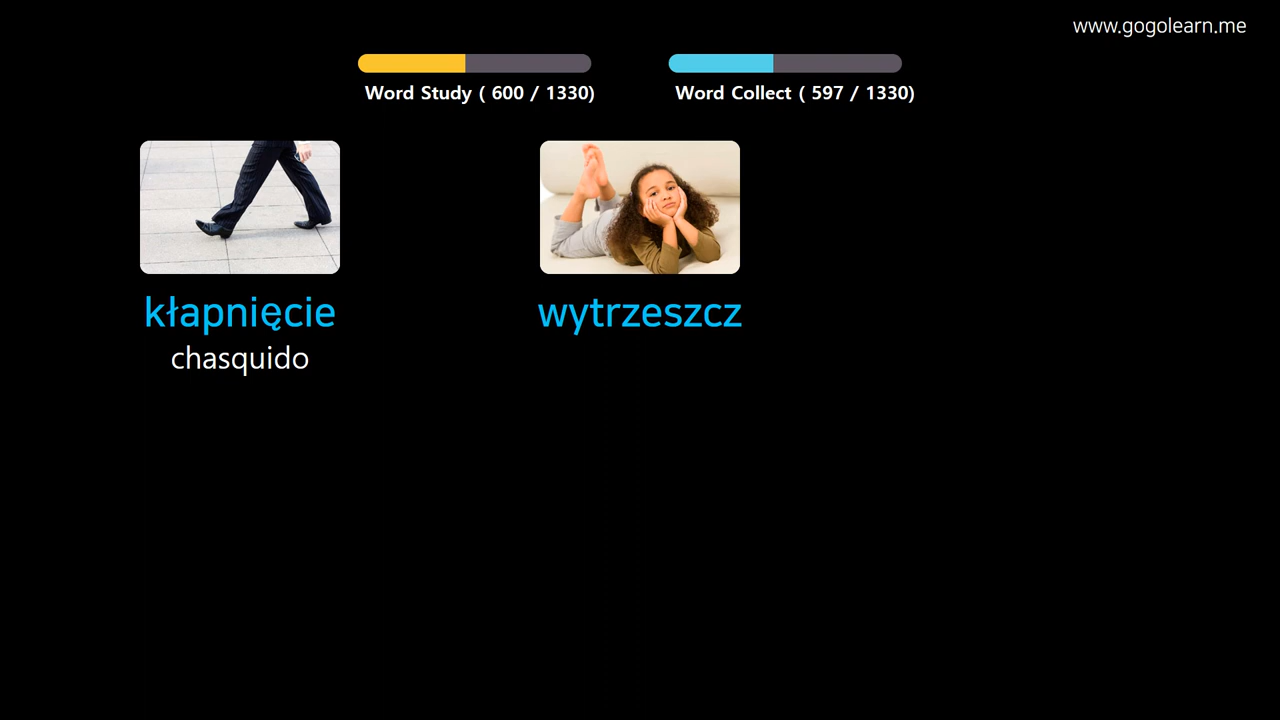 www.gogolearn.me
Word Study ( 600 / 1330)
Word Collect ( 597 / 1330)
kłapnięcie
wytrzeszcz
chasquido